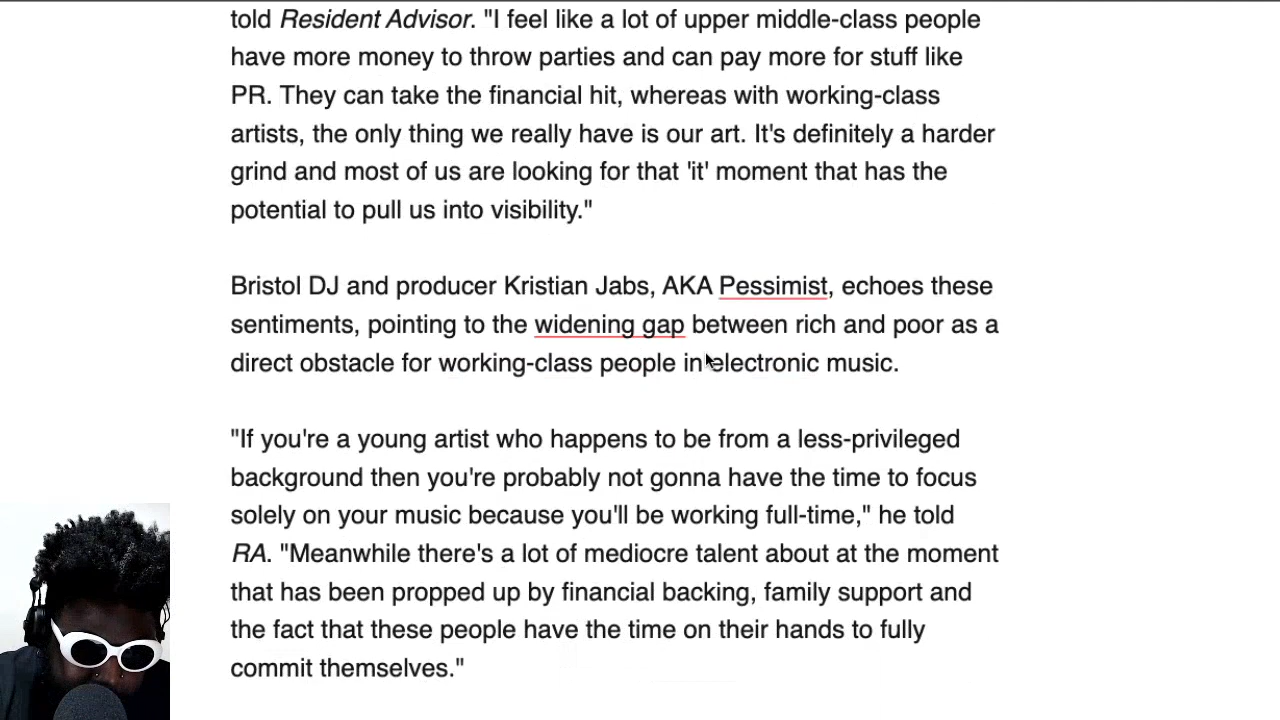 told Resident Advisor. "I feel like a lot of upper middle-class people
have more money to throw parties and can pay more for stuff like
PR. They can take the financial hit, whereas with working-class
artists, the only thing we really have is our art. It's definitely a harder
grind and most of us are looking for that 'it' moment that has the
potential to pull us into visibility."
Bristol DJ and producer Kristian Jabs, AKA Pessimist, echoes these
sentiments, pointing to the widening gap between rich and poor as a
direct obstacle for working-class people in electronic music.
"If you're a young artist who happens to be from a less-privileged
background then you're probably not gonna have the time to focus
solely on your music because you'll be working full-time," he told
RA. "Meanwhile there's a lot of mediocre talent about at the moment
that has been propped up by financial backing, family support and
the fact that these people have the time on their hands to fully
commit themselves."